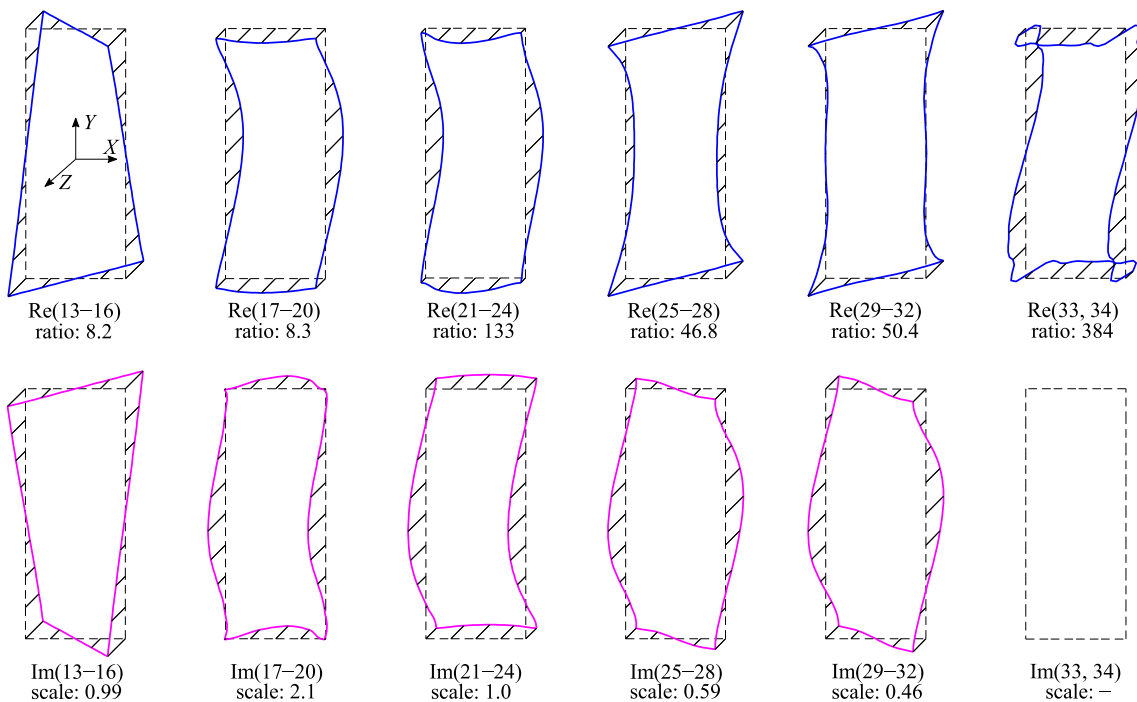 Y
X
Z
Re(13−16)
ratio: 8.2
Re(17−20)
ratio: 8.3
Re(21−24)
ratio: 133
Re(25−28)
ratio: 46.8
Re(29−32)
ratio: 50.4
Re(33, 34)
ratio: 384
Im(13−16)
scale: 0.99
Im(17−20)
scale: 2.1
Im(21−24)
scale: 1.0
Im(25−28)
scale: 0.59
Im(29−32)
scale: 0.46
Im(33, 34)
scale: −